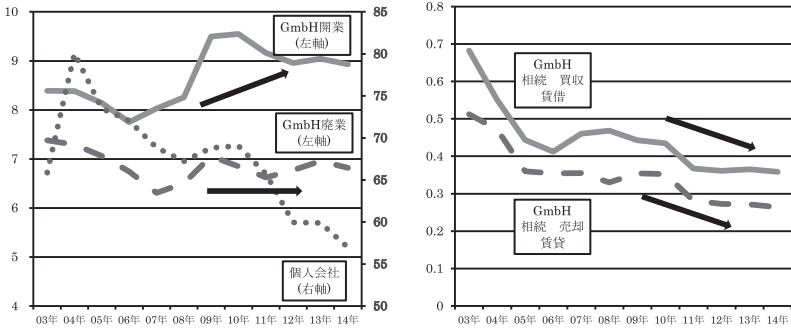 10
9
8
7
6
5
4
85
80
75
70
65
60
55
50
GmbH開業
(左軸)
GmbH廃業
(左軸)
個人会社
(右軸)
03年 04年 05年 06年 07年 08年 09年 10年 11年 12年 13年 14年
0.8
0.7
0.6
0.5
0.4
0.3
0.2
0.1
0
GmbH
相続 買収
賃借
GmbH
相続 売却
賃貸
03年 04年 05年 06年 07年 08年 09年 10年 11年 12年 13年 14年